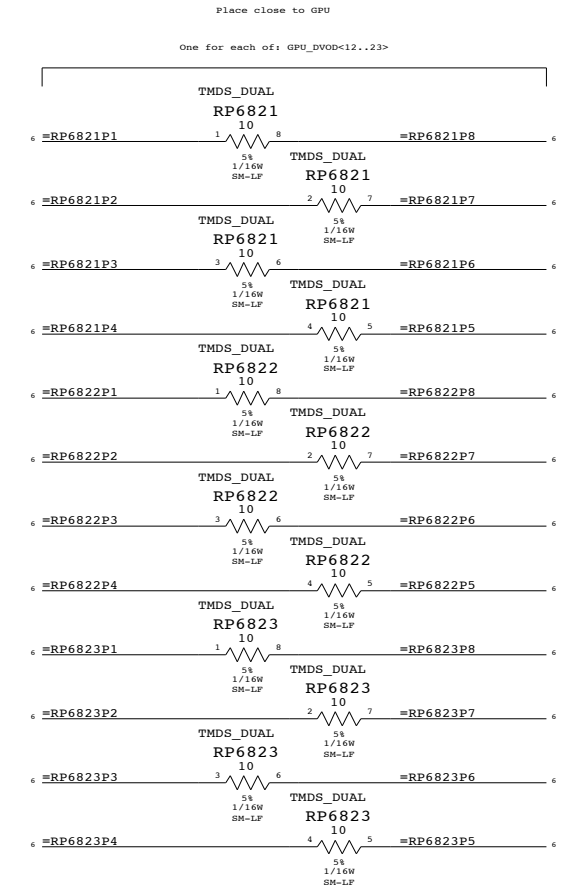 Place close to GPU
One for each of: GPU_DVOD<12..23>
TMDS_DUAL
RP6821
10
6 =RP6821P1 1 8 =RP6821P8 6
5%
1/16W
SM-LF
TMDS_DUAL
RP6821
10
6 =RP6821P2 2 7 =RP6821P7 6
5%
1/16W
SM-LF
TMDS_DUAL
RP6821
10
6 =RP6821P3 3 6 =RP6821P6 6
5%
1/16W
SM-LF
TMDS_DUAL
RP6821
10
6 =RP6821P4 4 5 =RP6821P5 6
5%
1/16W
SM-LF
TMDS_DUAL
RP6822
10
6 =RP6822P1 1 8 =RP6822P8 6
5%
1/16W
SM-LF
TMDS_DUAL
RP6822
10
6 =RP6822P2 2 7 =RP6822P7 6
5%
1/16W
SM-LF
TMDS_DUAL
RP6822
10
6 =RP6822P3 3 6 =RP6822P6 6
5%
1/16W
SM-LF
TMDS_DUAL
RP6822
10
6 =RP6822P4 4 5 =RP6822P5 6
5%
1/16W
SM-LF
TMDS_DUAL
RP6823
10
6 =RP6823P1 1 8 =RP6823P8 6
5%
1/16W
SM-LF
TMDS_DUAL
RP6823
10
6 =RP6823P2 2 7 =RP6823P7 6
5%
1/16W
SM-LF
TMDS_DUAL
RP6823
10
6 =RP6823P3 3 6 =RP6823P6 6
5%
1/16W
SM-LF
TMDS_DUAL
RP6823
10
6 =RP6823P4 4 5 =RP6823P5 6
5%
1/16W
SM-LF